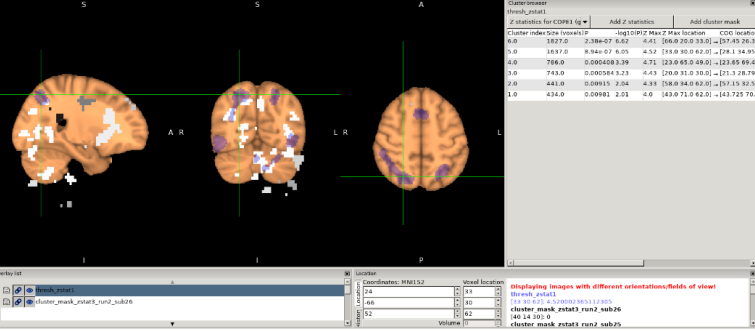 S
S
A
A R
L R
L
I
I
P
Cluster browser
thresh_zstat1
Z statistics for COPE1 (g
Add Z statistics
Add cluster mask
Cluster index Size (voxels) P -log10(P) Z Max Z Max location COG locatio
6.0 1827.0 2.38e-07 6.62 4.41 [66.0 20.0 33.0] [57.45 26.3
5.0 1637.0 8.94e-07 6.05 4.52 [33.0 30.0 62.0] [28.1 34.95
4.0 786.0 0.000408 3.39 4.71 [23.0 65.0 49.0] [23.65 69.4
3.0 743.0 0.000584 3.23 4.43 [20.0 31.0 30.0] [21.3 28.79
2.0 441.0 0.00915 2.04 4.33 [58.0 34.0 62.0] [57.15 32.5
1.0 434.0 0.00981 2.01 4.0 [43.0 71.0 62.0] [43.725 70.
verlay list
thresh_zstat1
cluster_mask_zstat3_run2_sub26
Location
Coordinates: MNI152
Voxel location
24
33
-66
30
52
62
Volume
0
Displaying images with different orientations/fields of view!
thresh_zstat1
[33 30 62]: 4.520002365112305
cluster_mask_zstat3_run2_sub26
[40 14 30]: 0
cluster_mask_zstat3_run2_sub25